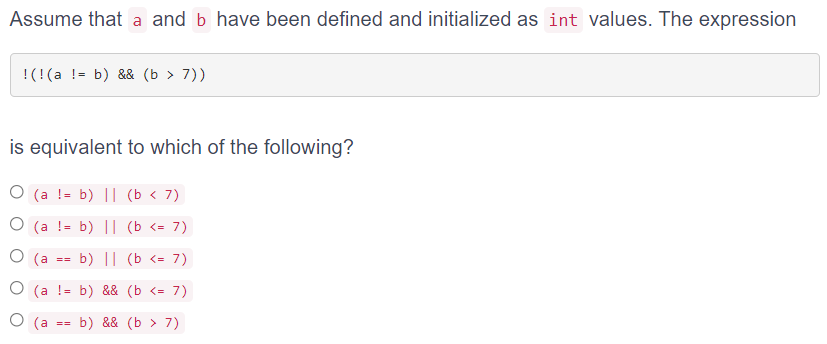 Assume that a and b have been defined and initialized as int values. The expression
!(!(a != b) && (b > 7))
is equivalent to which of the following?
(a != b) || (b < 7)
(a != b) || (b <= 7)
(a == b) || (b <= 7)
(a != b) && (b <= 7)
(a == b) && (b > 7)